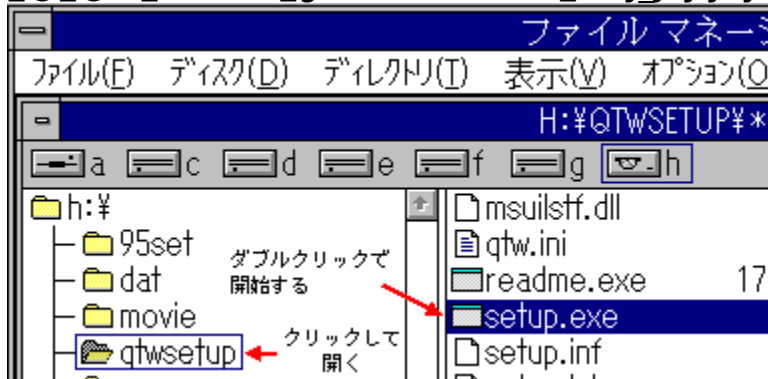 ファイル マネー
ﾌｧｲﾙ(F) ﾃﾞｨｽｸ(D) ﾃﾞｨﾚｸﾄﾘ(T) 表示(V) ｵﾌﾟｼｮﾝ(O
H:¥QTWSETUP¥*
a c d e f g h
h:¥
95set
dat
movie
qtwsetup
ダブルクリックで
開始する
クリックして
開く
msuilstf.dll
qtw.ini
readme.exe 17
setup.exe
setup.inf